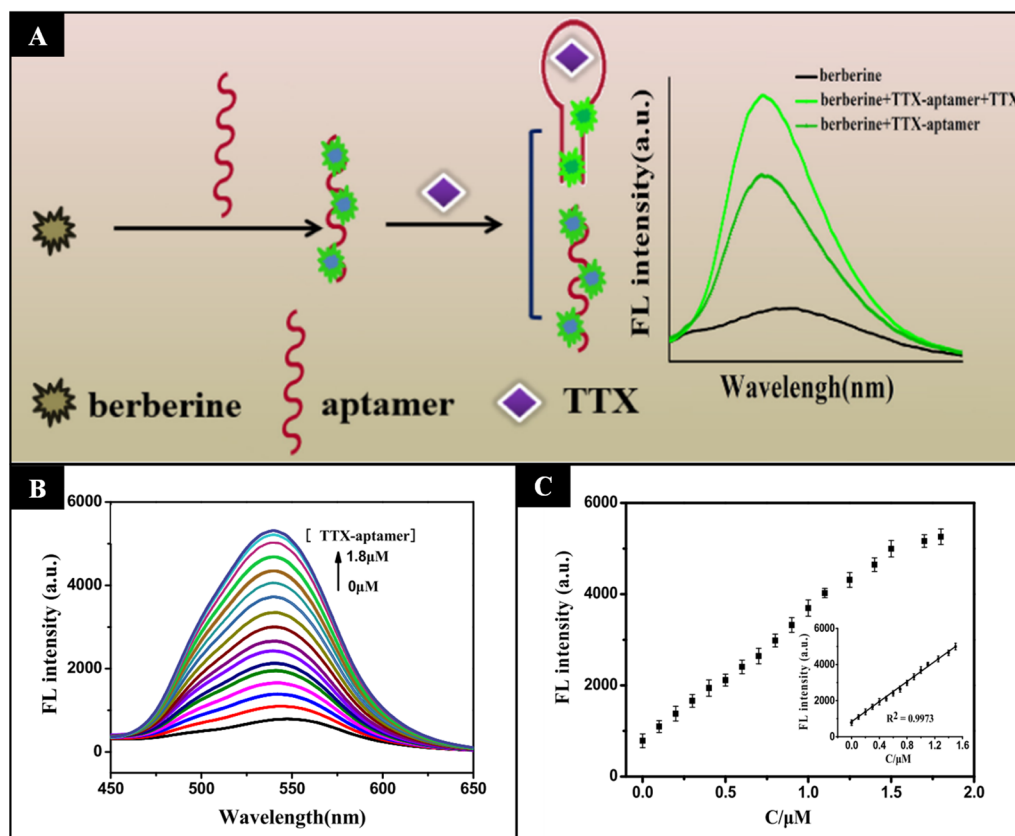 A
berberine
berberine+TTX-aptamer+TTX
berberine+TTX-aptamer
FL intensity(a.u.)
Wavelengh(nm)
berberine
aptamer
TTX
B
6000
4000
2000
0
FL intensity (a.u.)
[ TTX-aptamer]
1.8μM
0μM
450 500 550 600 650
Wavelength(nm)
C
6000
4000
2000
0
FL intensity (a.u.)
0.0 0.5 1.0 1.5 2.0
C/μM
6000
4000
2000
0
FL intensity (a.u.)
R² = 0.9973
0.0 0.4 0.8 1.2 1.6
C/μM